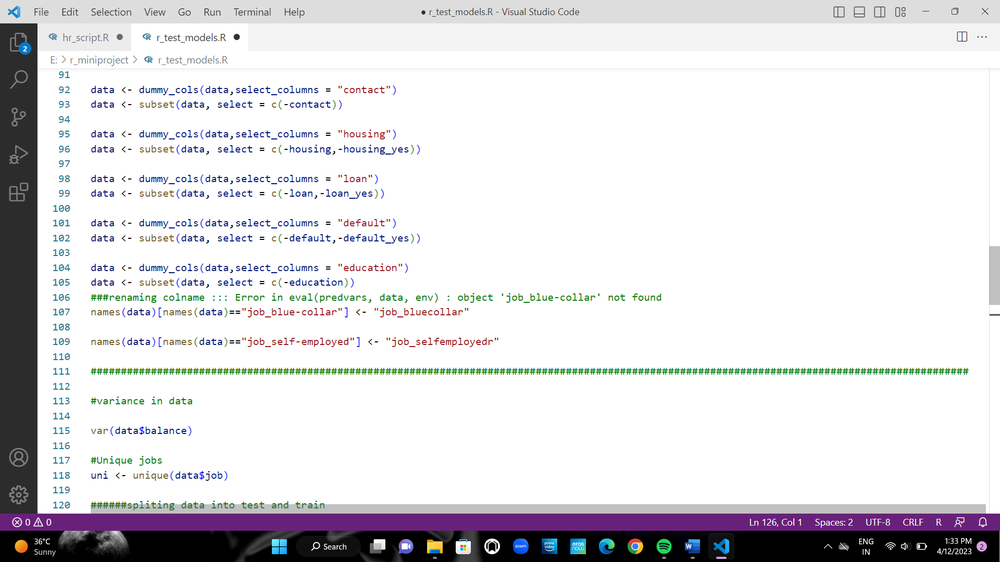 File Edit Selection View Go Run Terminal Help
● r_test_models.R - Visual Studio Code
hr_script.R
r_test_models.R
2
E: > r_miniproject > r_test_models.R
91
92 data <- dummy_cols(data,select_columns = "contact")
93 data <- subset(data, select = c(-contact))
94
95 data <- dummy_cols(data,select_columns = "housing")
96 data <- subset(data, select = c(-housing,-housing_yes))
97
98 data <- dummy_cols(data,select_columns = "loan")
99 data <- subset(data, select = c(-loan,-loan_yes))
100
101 data <- dummy_cols(data,select_columns = "default")
102 data <- subset(data, select = c(-default,-default_yes))
103
104 data <- dummy_cols(data,select_columns = "education")
105 data <- subset(data, select = c(-education))
106 ###renaming colname ::: Error in eval(predvars, data, env) : object 'job_blue-collar' not found
107 names(data)[names(data)=="job_blue-collar"] <- "job_bluecollar"
108
109 names(data)[names(data)=="job_self-employed"] <- "job_selfemployedr"
110
111 ##################################################################################################################################################
112
113 #variance in data
114
115 var(data$balance)
116
117 #Unique jobs
118 uni <- unique(data$job)
119
120 ######spliting data into test and train
0 0
Ln 126, Col 1 Spaces: 2 UTF-8 CRLF R
36°C
Sunny
Search
zoom
prime video
eros now
W
ENG
IN
1:33 PM
4/12/2023
2